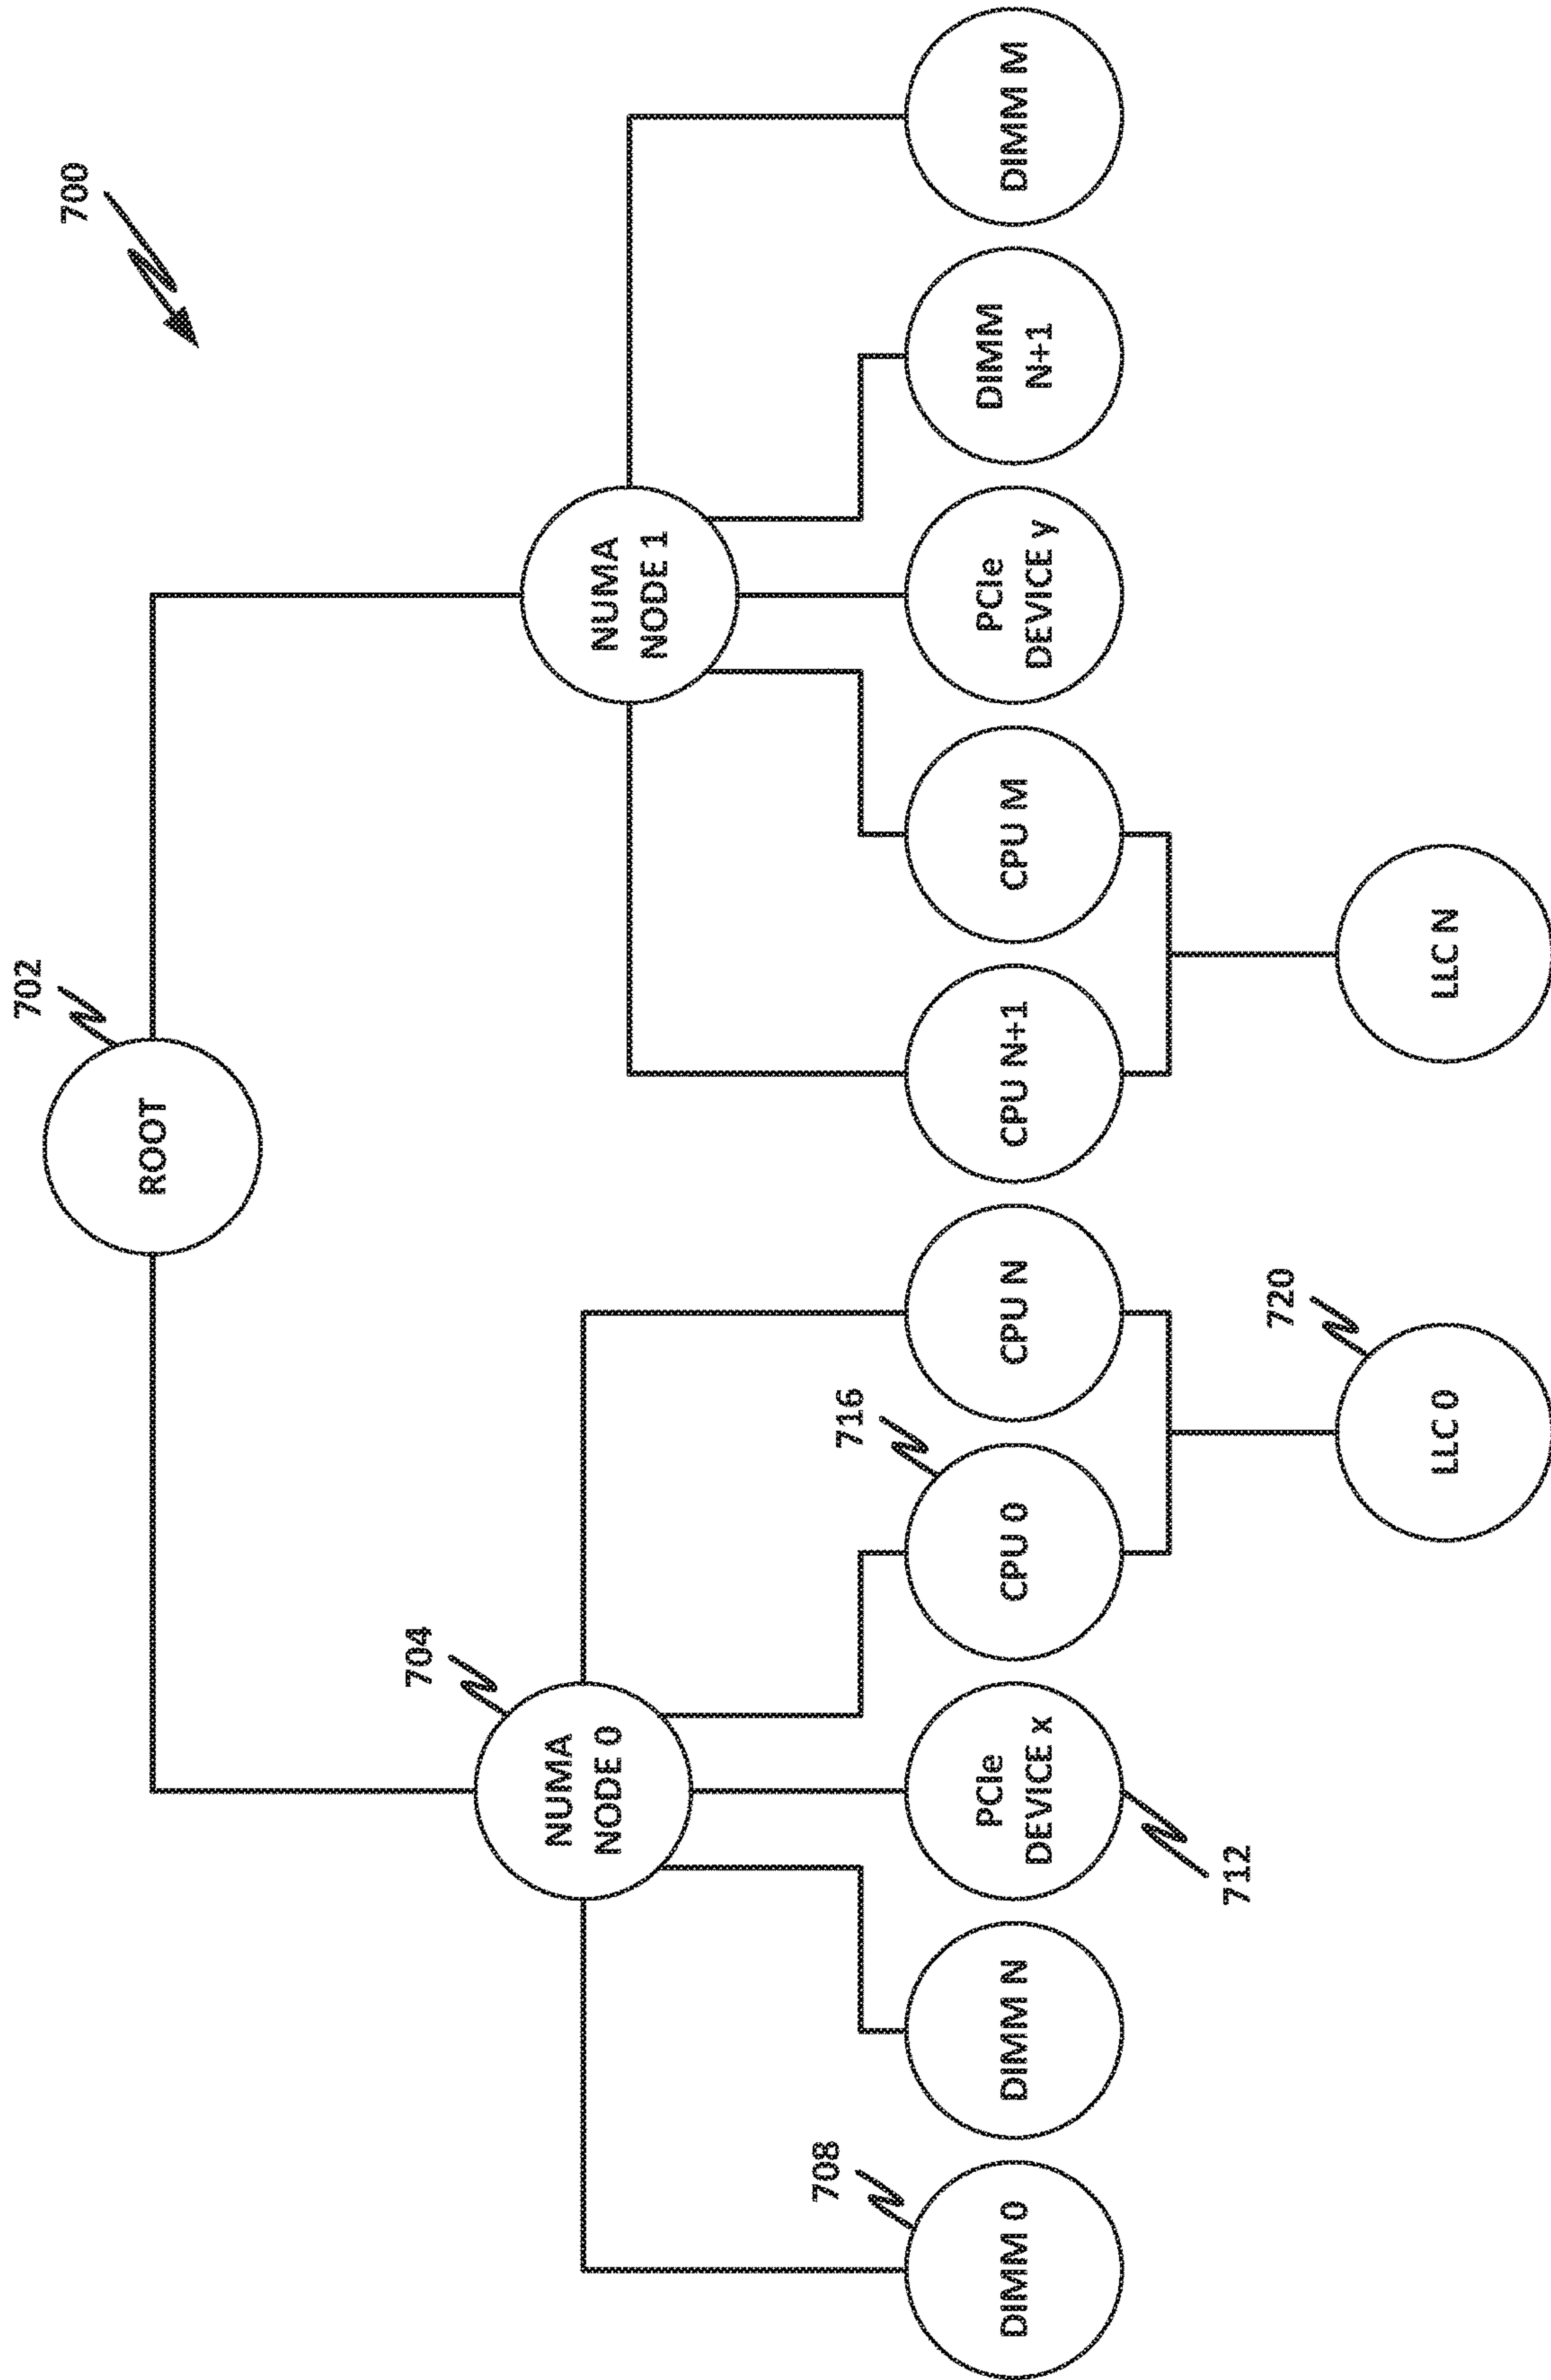 700
702
ROOT
704
NUMA
NODE 0
NUMA
NODE 1
708
716
DIMM 0
DIMM N
PCIe
DEVICE x
CPU 0
CPU N
CPU N+1
CPU M
PCIe
DEVICE y
DIMM
N+1
DIMM M
712
720
LLC 0
LLC N